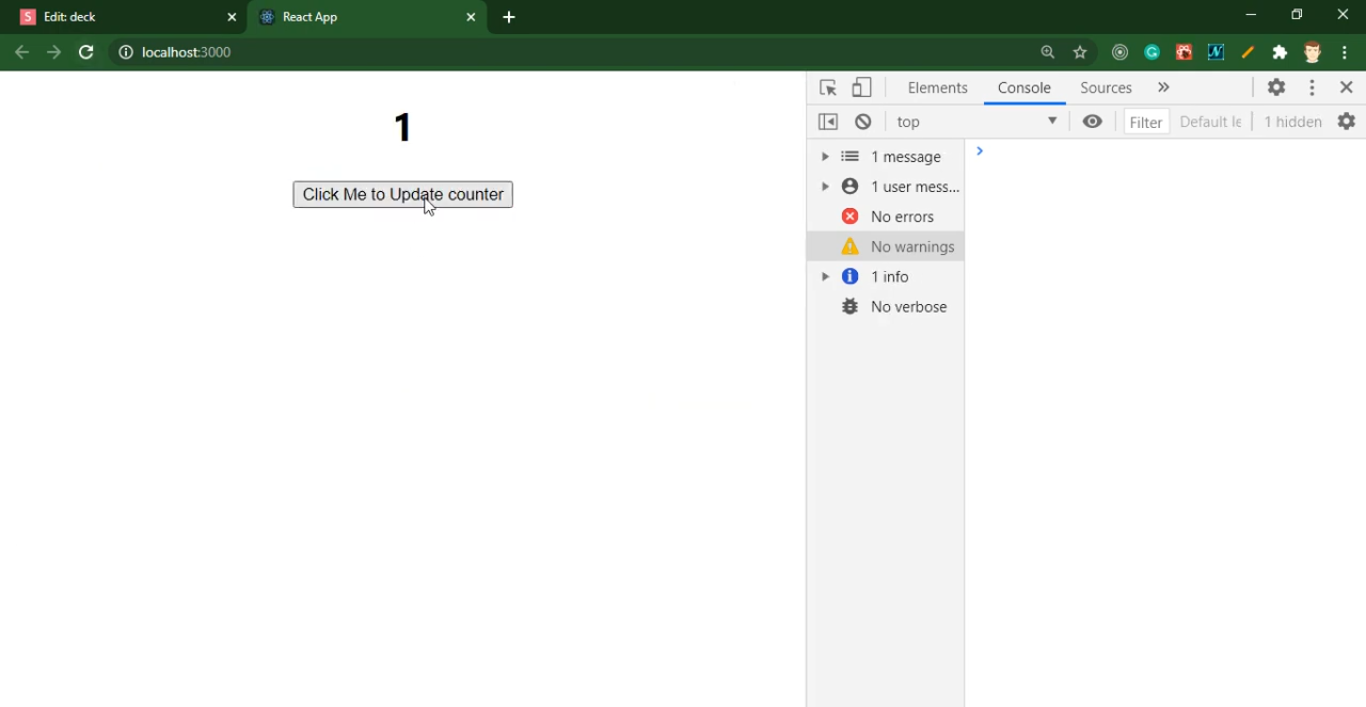 S Edit: deck
React App
localhost:3000
Elements Console Sources
top Filter Default le 1 hidden
1
Click Me to Update counter
1 message
1 user mess...
No errors
No warnings
1 info
No verbose